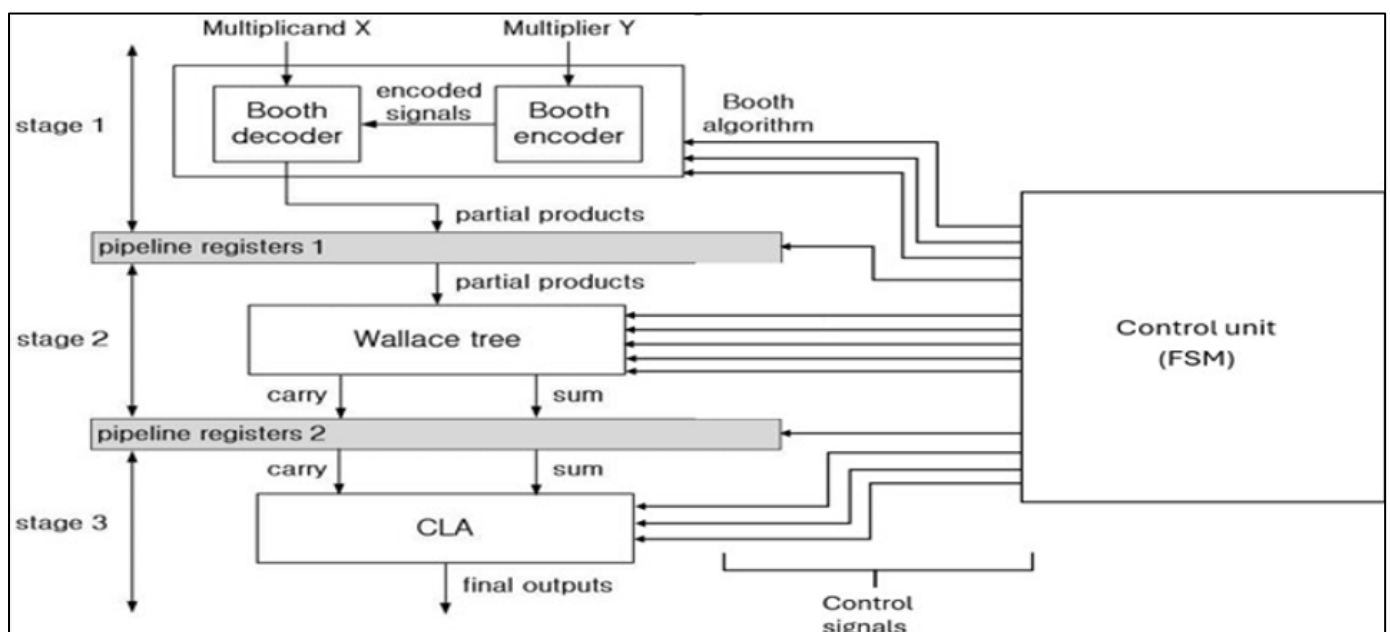 Multiplicand X
Multiplier Y
stage 1
Booth
decoder
encoded
signals
Booth
encoder
Booth
algorithm
partial products
pipeline registers 1
partial products
stage 2
Wallace tree
Control unit
(FSM)
carry
sum
pipeline registers 2
carry
sum
stage 3
CLA
final outputs
Control
signals